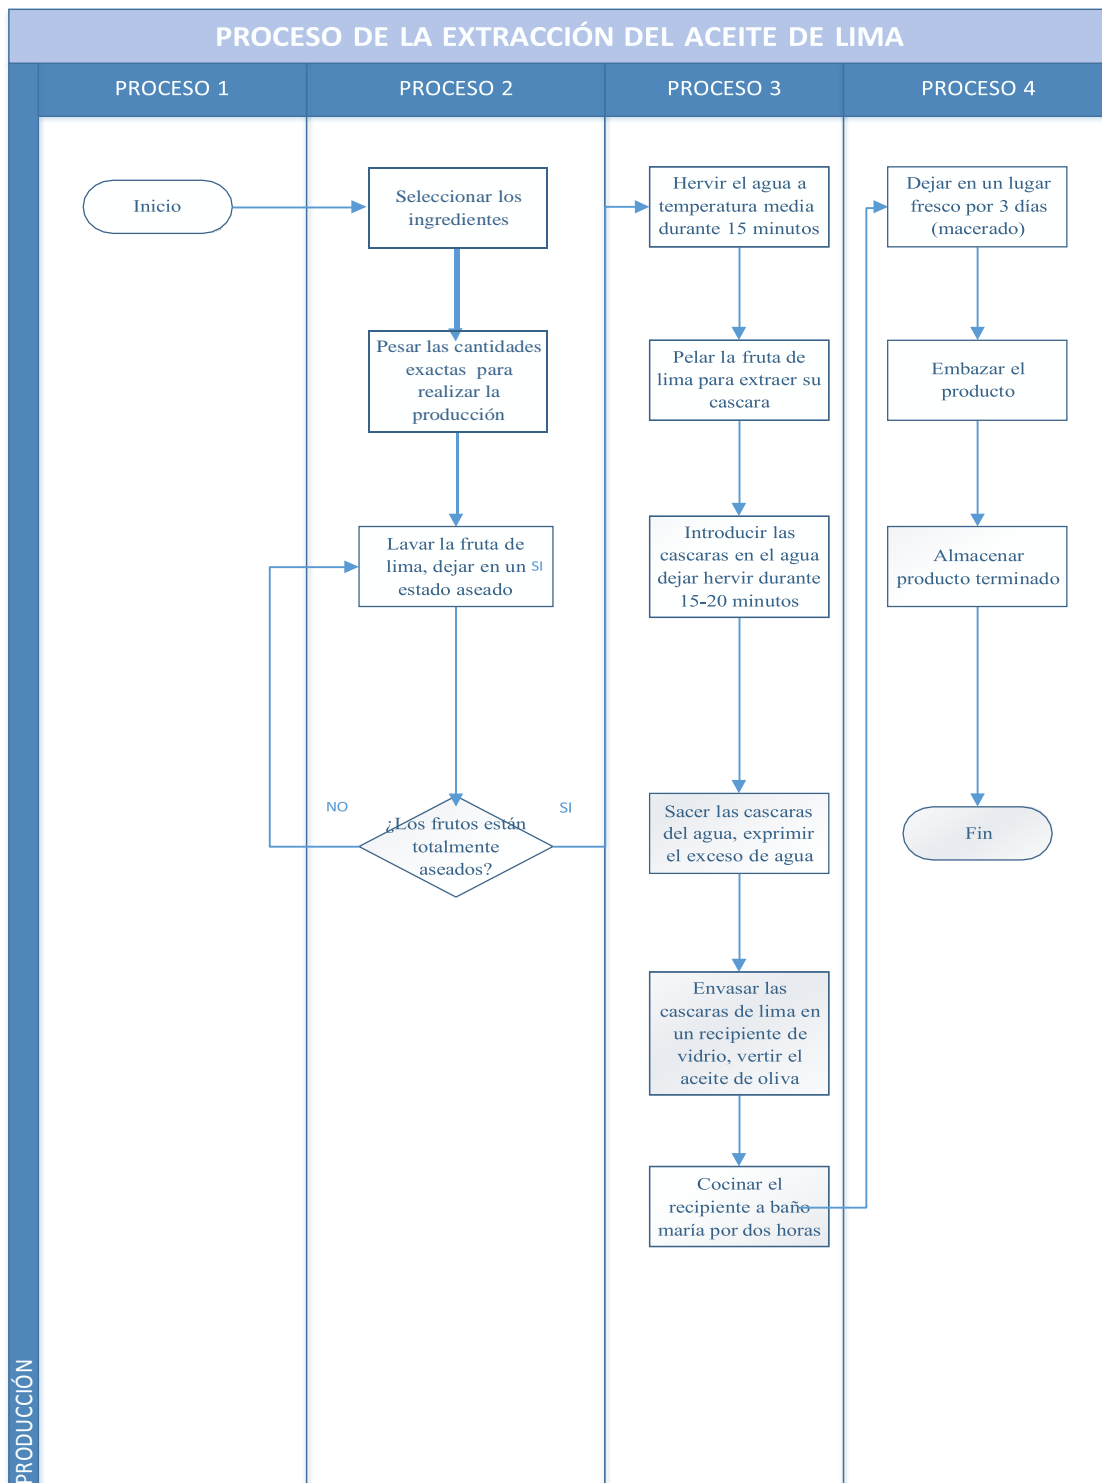 PROCESO DE LA EXTRACCIÓN DEL ACEITE DE LIMA
PROCESO 1
PROCESO 2
PROCESO 3
PROCESO 4
PRODUCCIÓN
Inicio
Seleccionar los
ingredientes
Pesar las cantidades
exactas para
realizar la
producción
Lavar la fruta de
lima, dejar en un
estado aseado
SI
¿Los frutos están
totalmente
aseados?
NO
SI
Hervir el agua a
temperatura media
durante 15 minutos
Pelar la fruta de
lima para extraer su
cascara
Introducir las
cascaras en el agua
dejar hervir durante
15-20 minutos
Sacer las cascaras
del agua, exprimir
el exceso de agua
Envasar las
cascaras de lima en
un recipiente de
vidrio, vertir el
aceite de oliva
Cocinar el
recipiente a baño
maría por dos horas
Dejar en un lugar
fresco por 3 días
(macerado)
Embazar el
producto
Almacenar
producto terminado
Fin